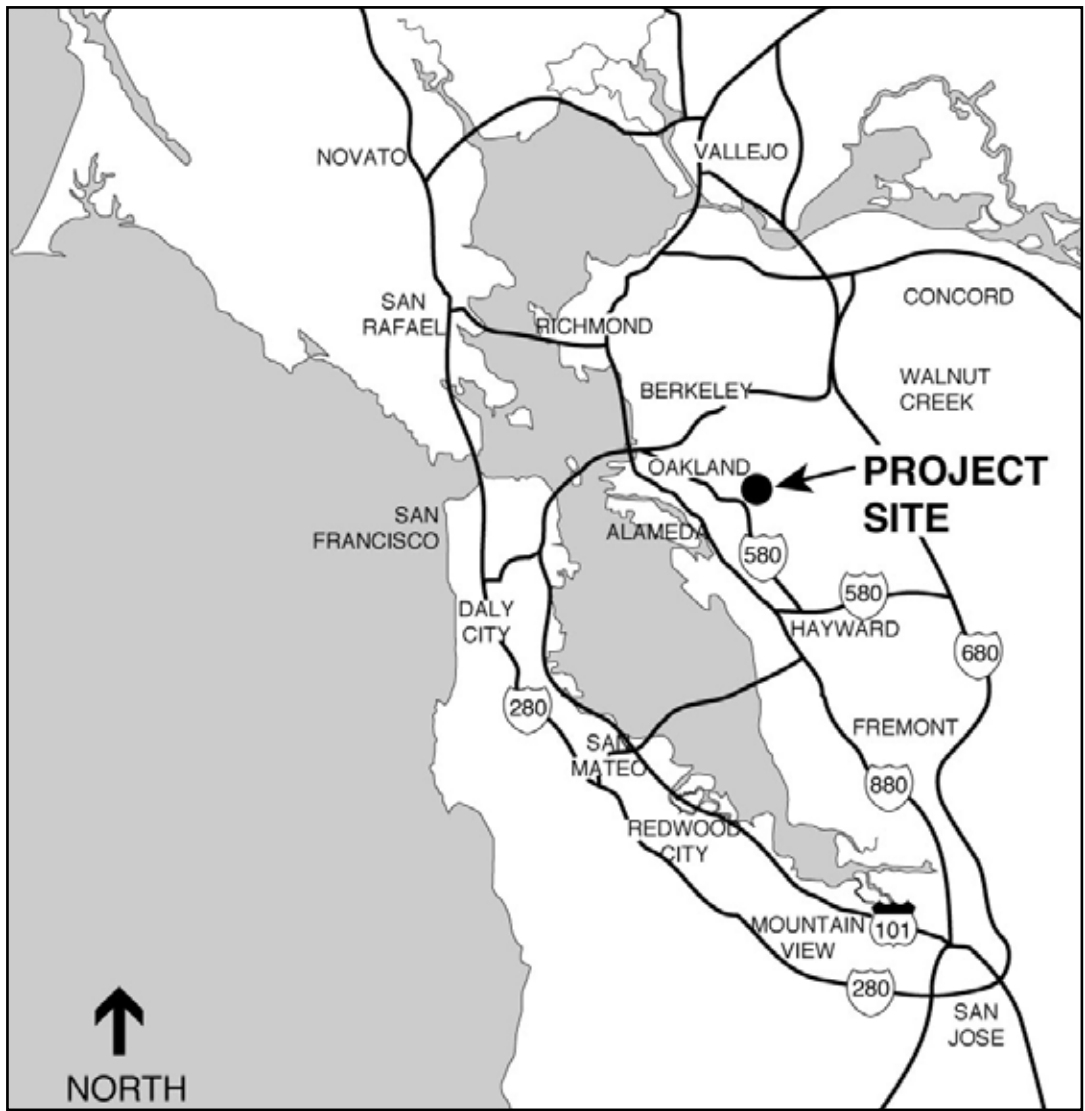 NOVATO
VALLEJO
SAN
RAFAEL
RICHMOND
CONCORD
BERKELEY
WALNUT
CREEK
OAKLAND
PROJECT
SITE
SAN
FRANCISCO
ALAMEDA
580
580
DALY
CITY
HAYWARD
680
280
FREMONT
SAN
MATEO
880
REDWOOD
CITY
MOUNTAIN
VIEW
101
280
SAN
JOSE
NORTH